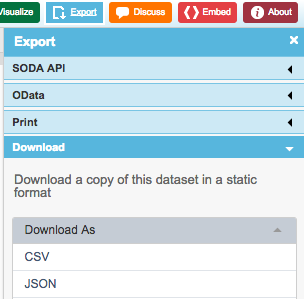 Visualize Export Discuss Embed About
Export
SODA API
OData
Print
Download
Download a copy of this dataset in a static
format
Download As
CSV
JSON